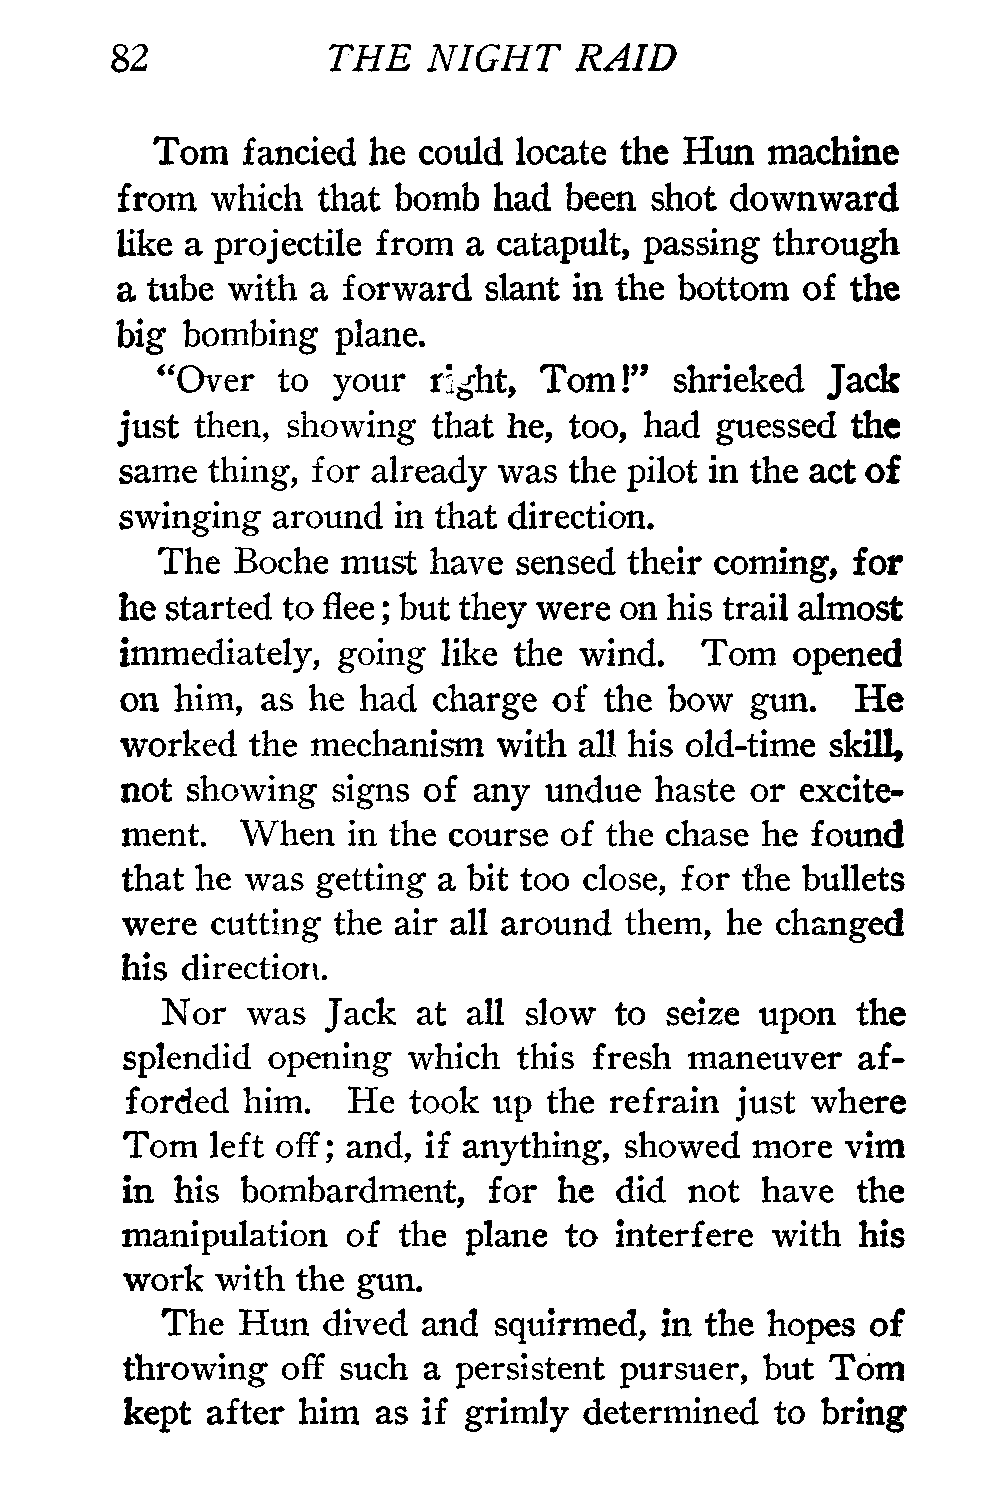 82 THE NIGHT RAID
Tom fancied he could locate the Hun machine
from which that bomb had been shot downward
like a projectile from a catapult, passing through
a tube with a forward slant in the bottom of the
big bombing plane.
“Over to your right, Tom!” shrieked Jack
just then, showing that he, too, had guessed the
same thing, for already was the pilot in the act of
swinging around in that direction.
The Boche must have sensed their coming, for
he started to flee; but they were on his trail almost
immediately, going like the wind. Tom opened
on him, as he had charge of the bow gun. He
worked the mechanism with all his old-time skill,
not showing signs of any undue haste or excite-
ment. When in the course of the chase he found
that he was getting a bit too close, for the bullets
were cutting the air all around them, he changed
his direction.
Nor was Jack at all slow to seize upon the
splendid opening which this fresh maneuver af-
forded him. He took up the refrain just where
Tom left off; and, if anything, showed more vim
in his bombardment, for he did not have the
manipulation of the plane to interfere with his
work with the gun.
The Hun dived and squirmed, in the hopes of
throwing off such a persistent pursuer, but Tom
kept after him as if grimly determined to bring